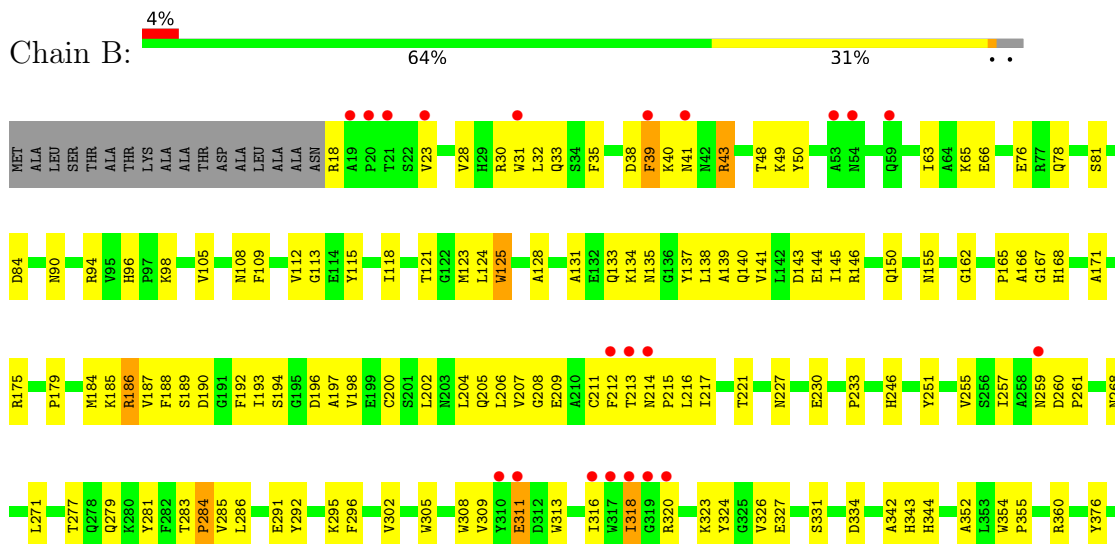 4%
Chain B:
64% 31% • •
MET ALA LEU SER THR ALA THR LYS ALA ALA THR ASP ALA LEU ALA ALA ASN R18 A19 P20 T21 S22 V23 V28 H29 R30 W31 L32 Q33 S34 F35 D38 F39 K40 N41 N42 R43 T48 K49 Y50 A53 N54 Q59 I63 A64 K65 E66 E76 R77 Q78 S81
D84 N90 R94 V95 H96 P97 K98 V105 N108 F109 V112 G113 E114 Y115 I118 T121 G122 M123 L124 W125 A128 A131 E132 Q133 K134 N135 G136 Y137 L138 A139 Q140 V141 L142 D143 E144 I145 R146 Q150 N155 G162 P165 A166 G167 H168 A171
R175 P179 M184 K185 R186 V187 F188 S189 D190 G191 F192 I193 S194 G195 D196 A197 V198 E199 C200 S201 L202 N203 L204 Q205 L206 V207 G208 E209 A210 C211 F212 T213 N214 P215 L216 I217 T221 N227 E230 P233 H246 Y251 V255 S256 I257 A258 N259 D260 P261 N268
L271 T277 Q278 Q279 K280 Y281 F282 T283 P284 V285 L286 E291 Y292 K295 F296 V302 W305 W308 V309 Y310 E311 D312 W313 I316 W317 I318 G319 R320 K323 Y324 G325 V326 E327 S331 D334 A342 H343 H344 A352 L353 W354 P355 R360 Y376